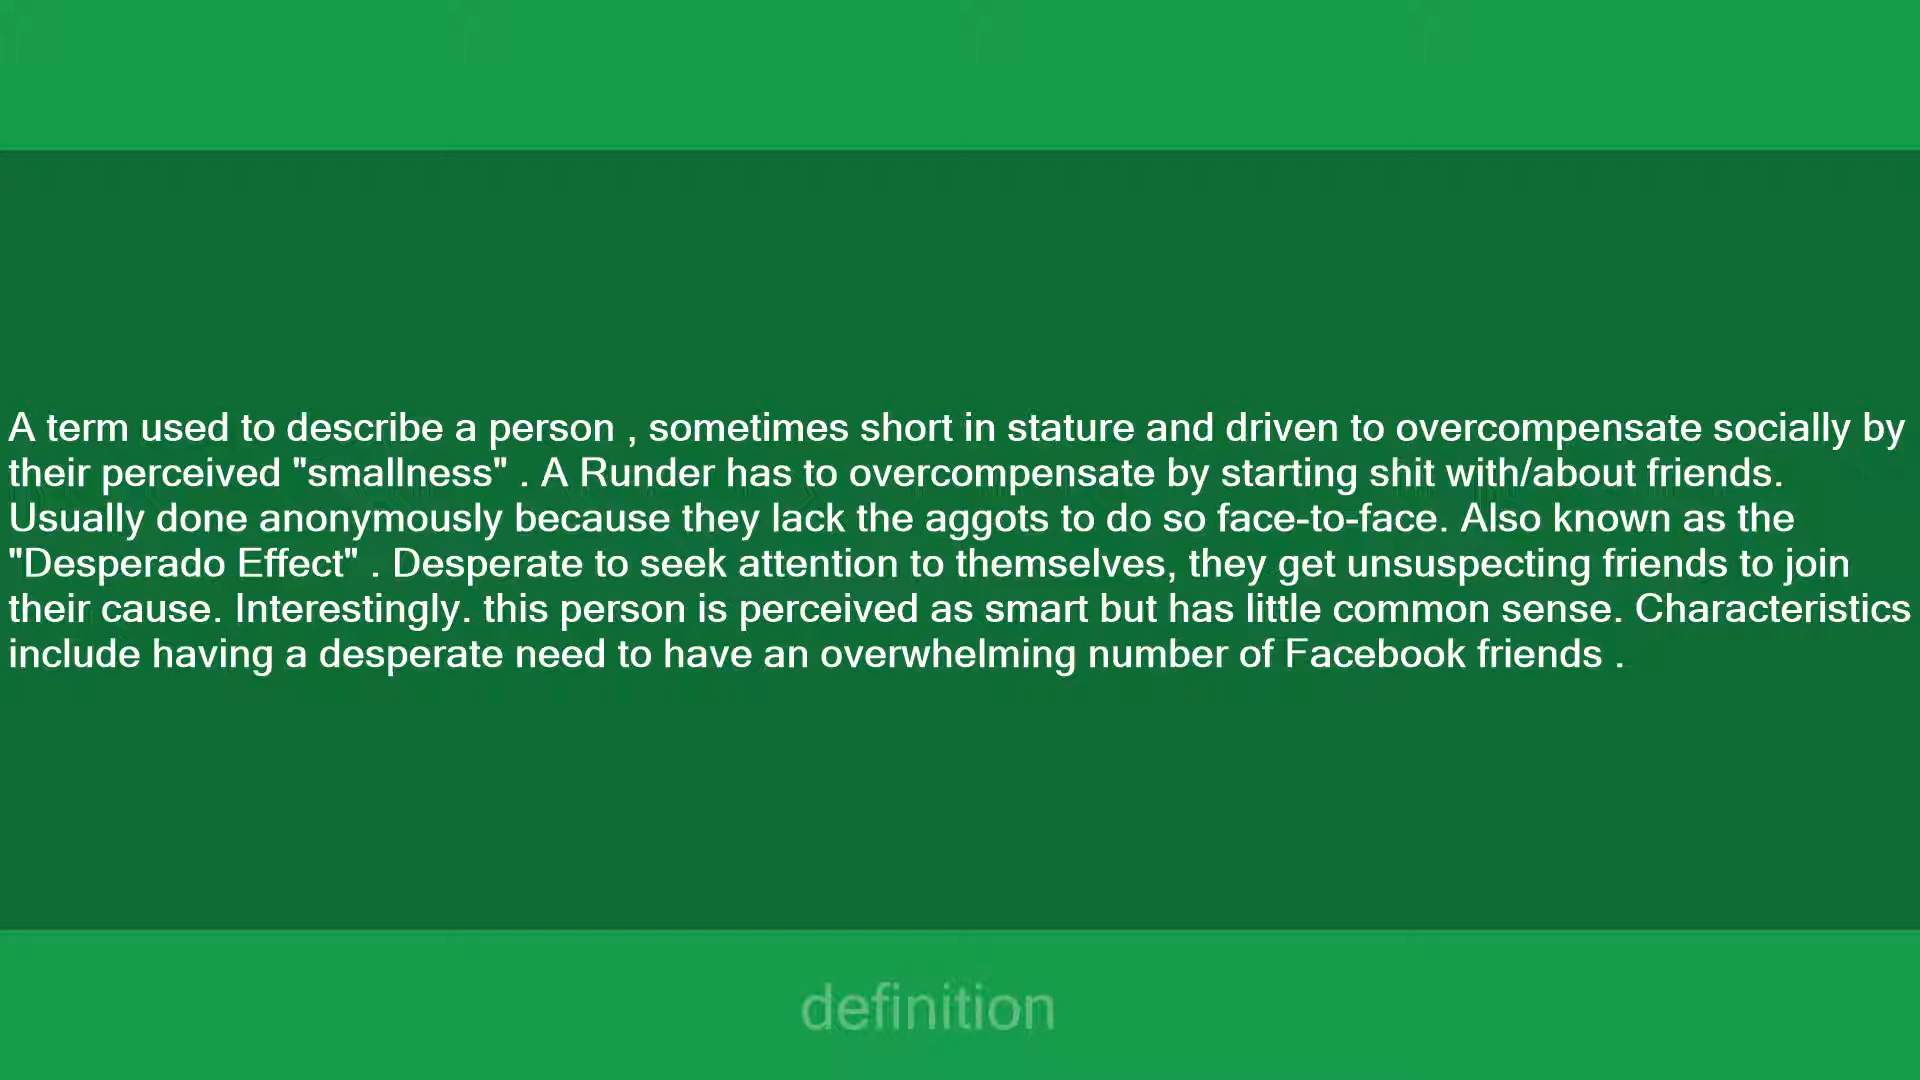 A term used to describe a person , sometimes short in stature and driven to overcompensate socially by
their perceived "smallness" . A Runder has to overcompensate by starting shit with/about friends.
Usually done anonymously because they lack the aggots to do so face-to-face. Also known as the
"Desperado Effect" . Desperate to seek attention to themselves, they get unsuspecting friends to join
their cause. Interestingly. this person is perceived as smart but has little common sense. Characteristics
include having a desperate need to have an overwhelming number of Facebook friends .
definition